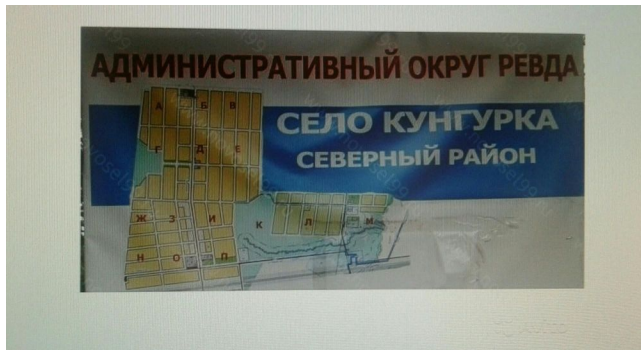 АДМИНИСТРАТИВНЫЙ ОКРУГ РЕВДА
СЕЛО КУНГУРКА
СЕВЕРНЫЙ РАЙОН
А Б В
Г Д Е
Ж З И К Л М
Н О П